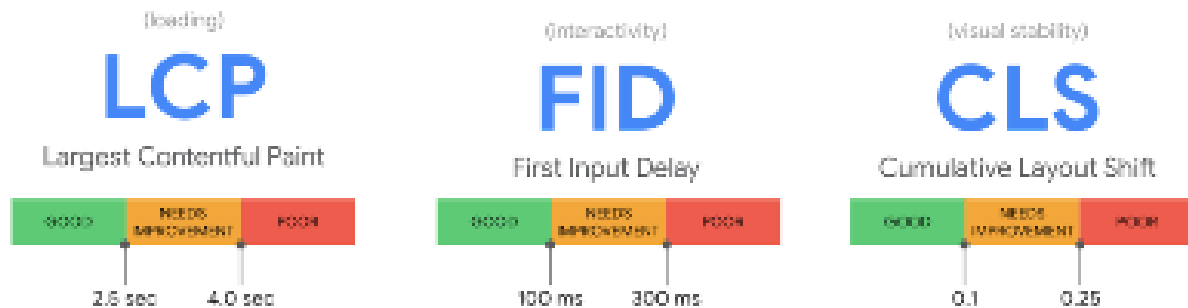 (loading)
LCP
Largest Contentful Paint
GOOD
NEEDS
IMPROVEMENT
POOR
2.5 sec
4.0 sec
(interactivity)
FID
First Input Delay
GOOD
NEEDS
IMPROVEMENT
POOR
100 ms
300 ms
(visual stability)
CLS
Cumulative Layout Shift
GOOD
NEEDS
IMPROVEMENT
POOR
0.1
0.25